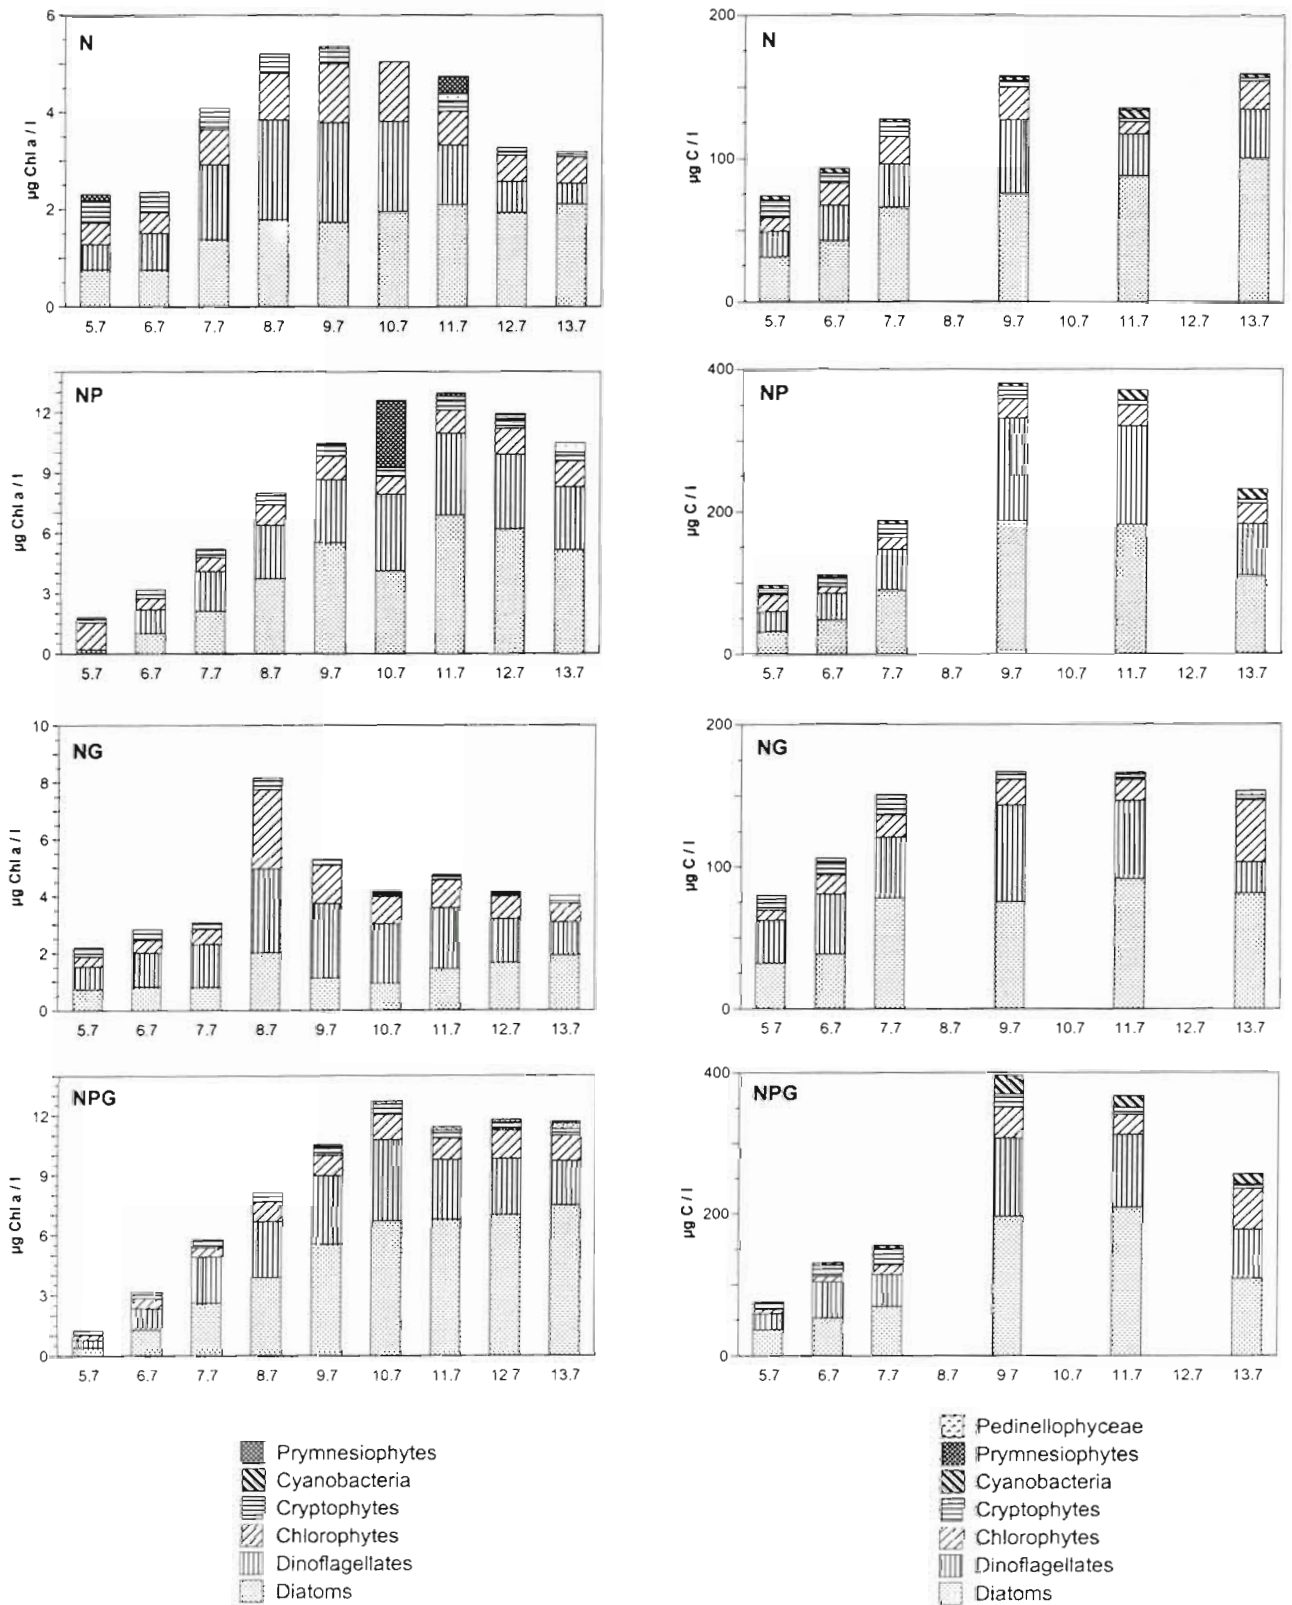 N
µg Chl a / l
6
4
2
0
5.7 6.7 7.7 8.7 9.7 10.7 11.7 12.7 13.7
N
µg C / l
200
100
0
5.7 6.7 7.7 8.7 9.7 10.7 11.7 12.7 13.7
NP
µg Chl a / l
12
9
6
3
0
5.7 6.7 7.7 8.7 9.7 10.7 11.7 12.7 13.7
NP
µg C / l
400
200
0
5.7 6.7 7.7 8.7 9.7 10.7 11.7 12.7 13.7
NG
µg Chl a / l
10
8
6
4
2
0
5.7 6.7 7.7 8.7 9.7 10.7 11.7 12.7 13.7
NG
µg C / l
200
100
0
5 7 6.7 7.7 8.7 9.7 10.7 11.7 12.7 13.7
NPG
µg Chl a / l
12
9
6
3
0
5.7 6.7 7.7 8.7 9.7 10.7 11.7 12 7 13.7
NPG
µg C / l
400
200
0
5.7 6.7 7.7 8.7 9 7 10.7 11.7 12.7 13.7
Prymnesiophytes
Cyanobacteria
Cryptophytes
Chlorophytes
Dinoflagellates
Diatoms
Pedinellophyceae
Prymnesiophytes
Cyanobacteria
Cryptophytes
Chlorophytes
Dinoflagellates
Diatoms